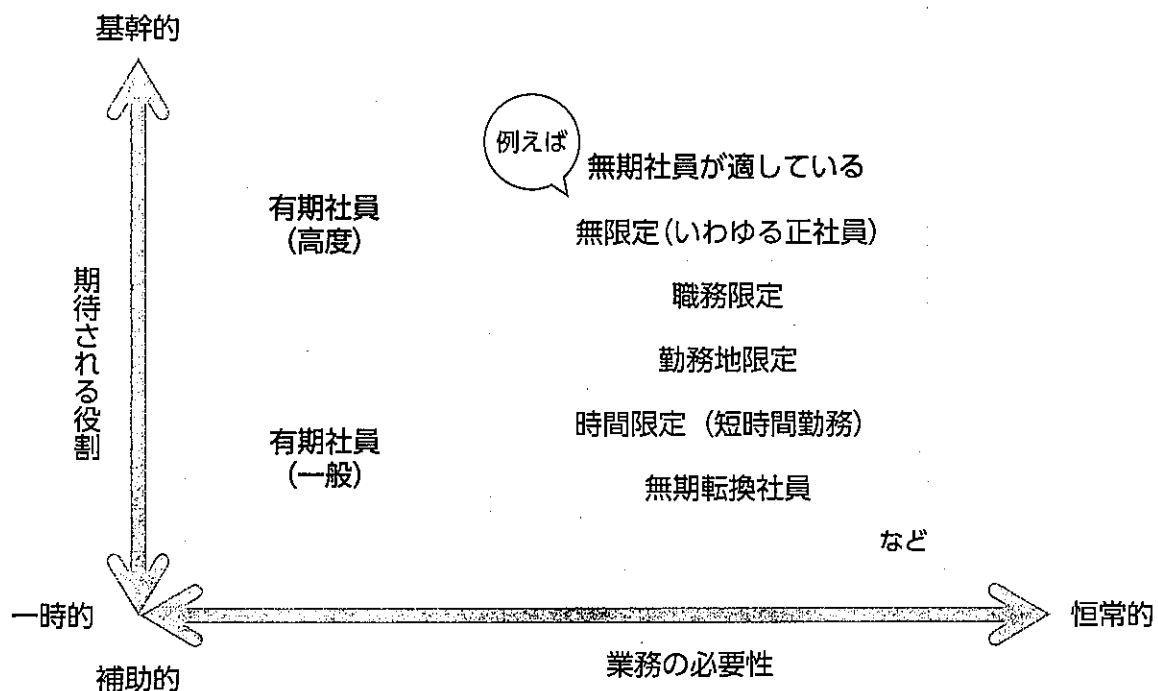 基幹的
例えば
無期社員が適している
有期社員
(高度)
無限定(いわゆる正社員)
職務限定
期待される役割
勤務地限定
時間限定(短時間勤務)
有期社員
(一般)
無期転換社員
など
一時的
恒常的
業務の必要性
補助的